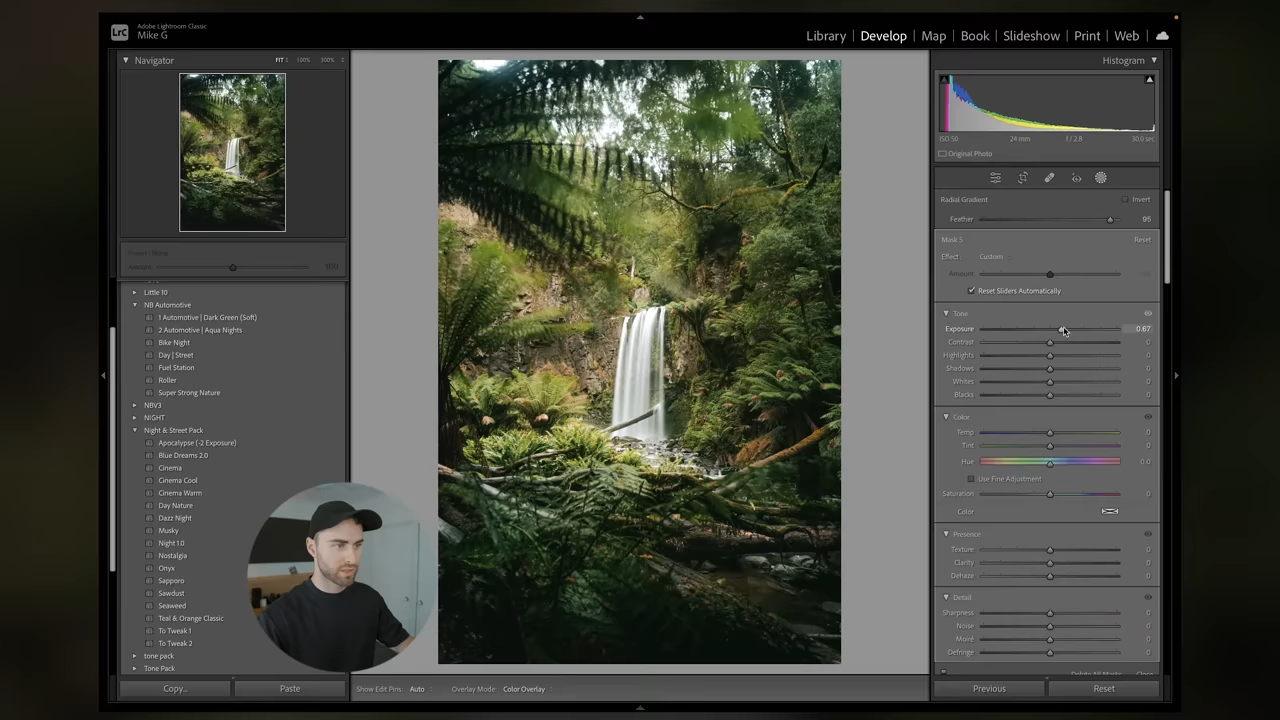 LrC
Adobe Lightroom Classic
Mike G
Library | Develop | Map | Book | Slideshow | Print | Web
Navigator
FIT
100%
300%
Amount
100
Little 10
NB Automotive
1 Automotive | Dark Green (Soft)
2 Automotive | Aqua Nights
Bike Night
Day | Street
Fuel Station
Roller
Super Strong Nature
NBV3
NIGHT
Night & Street Pack
Apocalypse (-2 Exposure)
Blue Dreams 2.0
Cinema
Cinema Cool
Cinema Warm
Day Nature
Dazz Night
Musky
Night 1.0
Nostalgia
Onyx
Sapporo
Sawdust
Seaweed
Teal & Orange Classic
To Tweak 1
To Tweak 2
tone pack
Tone Pack
Copy...
Paste
Show Edit Pins: Auto
Overlay Mode: Color Overlay
Histogram
ISO 50
24 mm
f / 2.8
30.0 sec
Original Photo
Radial Gradient
Invert
Feather 95
Mask 5
Reset
Effect: Custom
Amount
Reset Sliders Automatically
Tone
Exposure 0.67
Contrast 0
Highlights 0
Shadows 0
Whites 0
Blacks 0
Color
Temp 0
Tint 0
Hue 0.0
Use Fine Adjustment
Saturation 0
Color
Presence
Texture 0
Clarity 0
Dehaze 0
Detail
Sharpness 0
Noise 0
Moiré 0
Defringe 0
Delete All Masks
Close
Previous
Reset